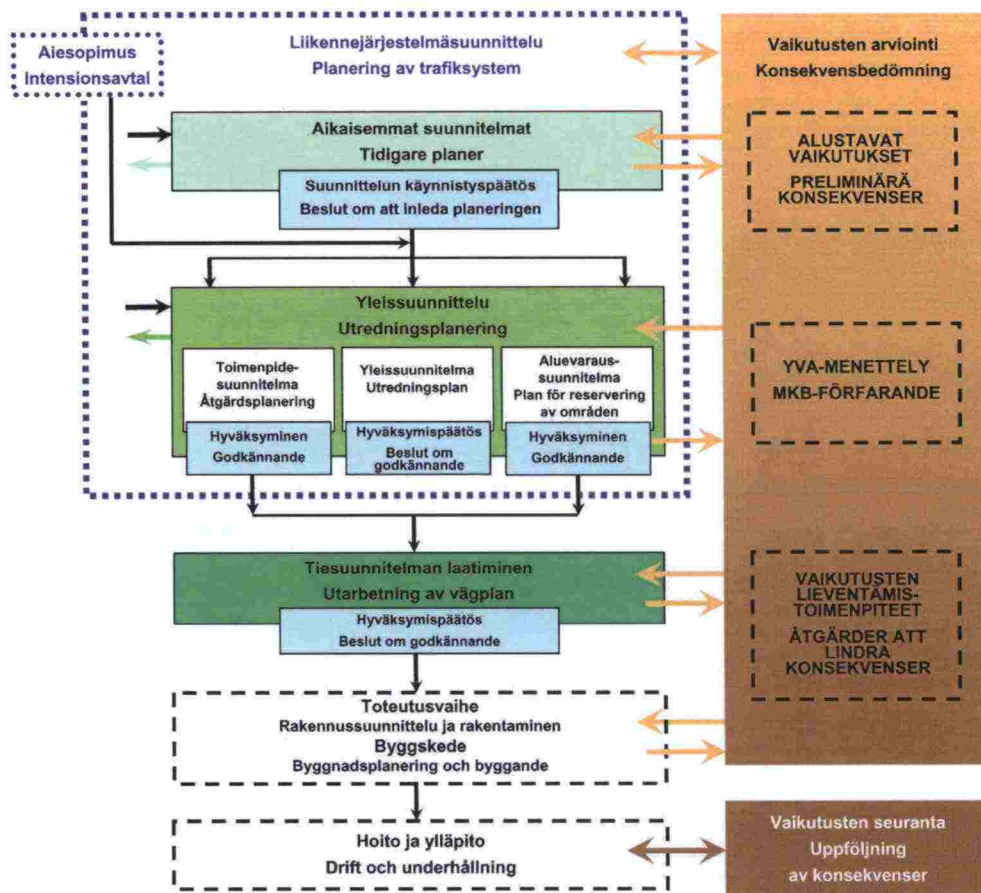 Aiesopimus
Intensionsavtal
Liikennejärjestelmäsuunnittelu
Planering av trafiksystem
Vaikutusten arviointi
Konsekvensbedömning
Aikaisemmat suunnitelmat
Tidigare planer
Suunnittelun käynnistyspäätös
Beslut om att inleda planeringen
ALUSTAVAT
VAIKUTUKSET
PRELIMINÄRÄ
KONSEKVENSER
Yleissuunnittelu
Utredningsplanering
Toimenpide-
suunnitelma
Åtgärdsplanering
Hyväksyminen
Godkännande
Yleissuunnitelma
Utredningsplan
Hyväksymispäätös
Beslut om
godkännande
Aluevaraus-
suunnitelma
Plan för reservering
av områden
Hyväksyminen
Godkännande
YVA-MENETTELY
MKB-FÖRFARANDE
Tiesuunnitelman laatiminen
Utarbetning av vägplan
Hyväksymispäätös
Beslut om godkännande
VAIKUTUSTEN
LIEVENTÄMIS-
TOIMENPITEET
ÅTGÄRDER ATT
LINDRA
KONSEKVENSER
Toteutusvaihe
Rakennussuunnittelu ja rakentaminen
Byggskede
Byggnadsplanering och byggande
Hoito ja ylläpito
Drift och underhållning
Vaikutusten seuranta
Uppföljning
av konsekvenser